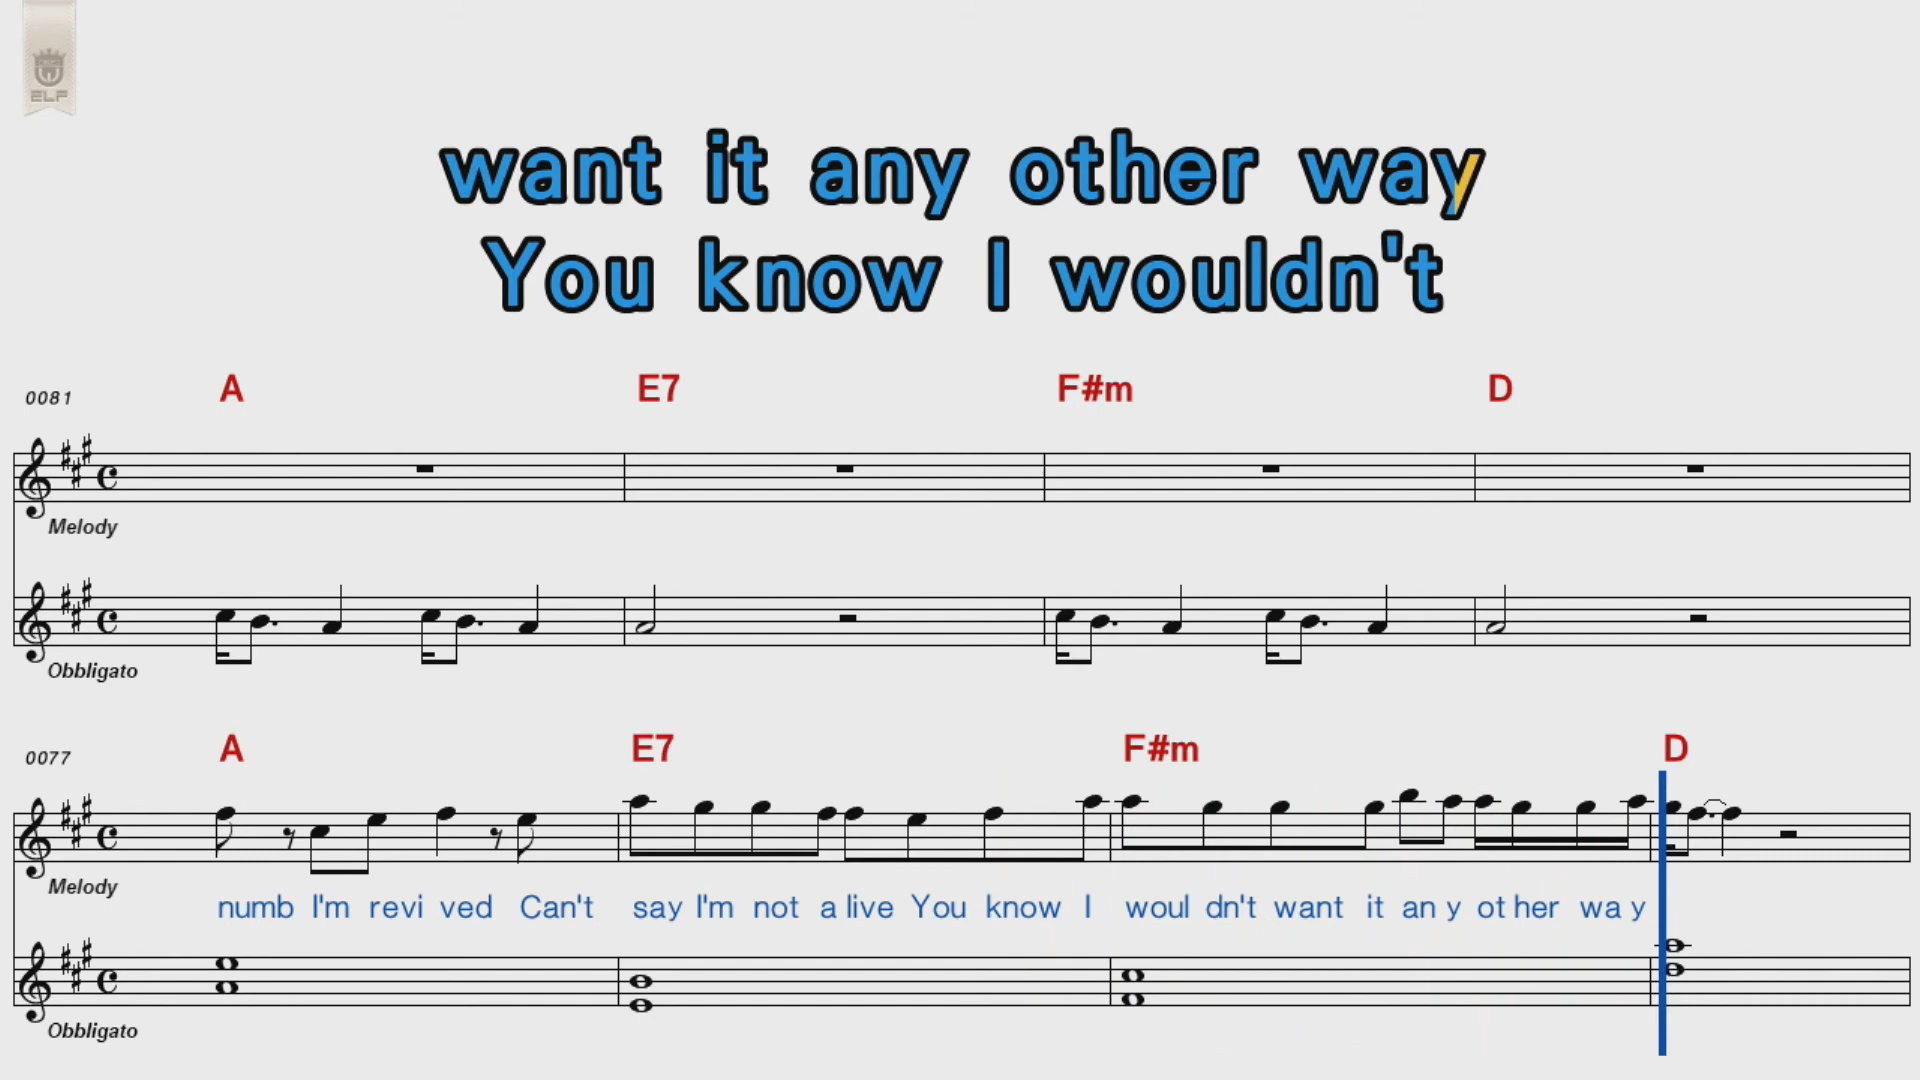 ELF
want it any other way
You know I wouldn't
0081 A E7 F#m D
Melody
Obbligato
0077 A E7 F#m D
Melody
numb I'm revi ved Can't say I'm not a live You know I woul dn't want it an y ot her wa y
Obbligato